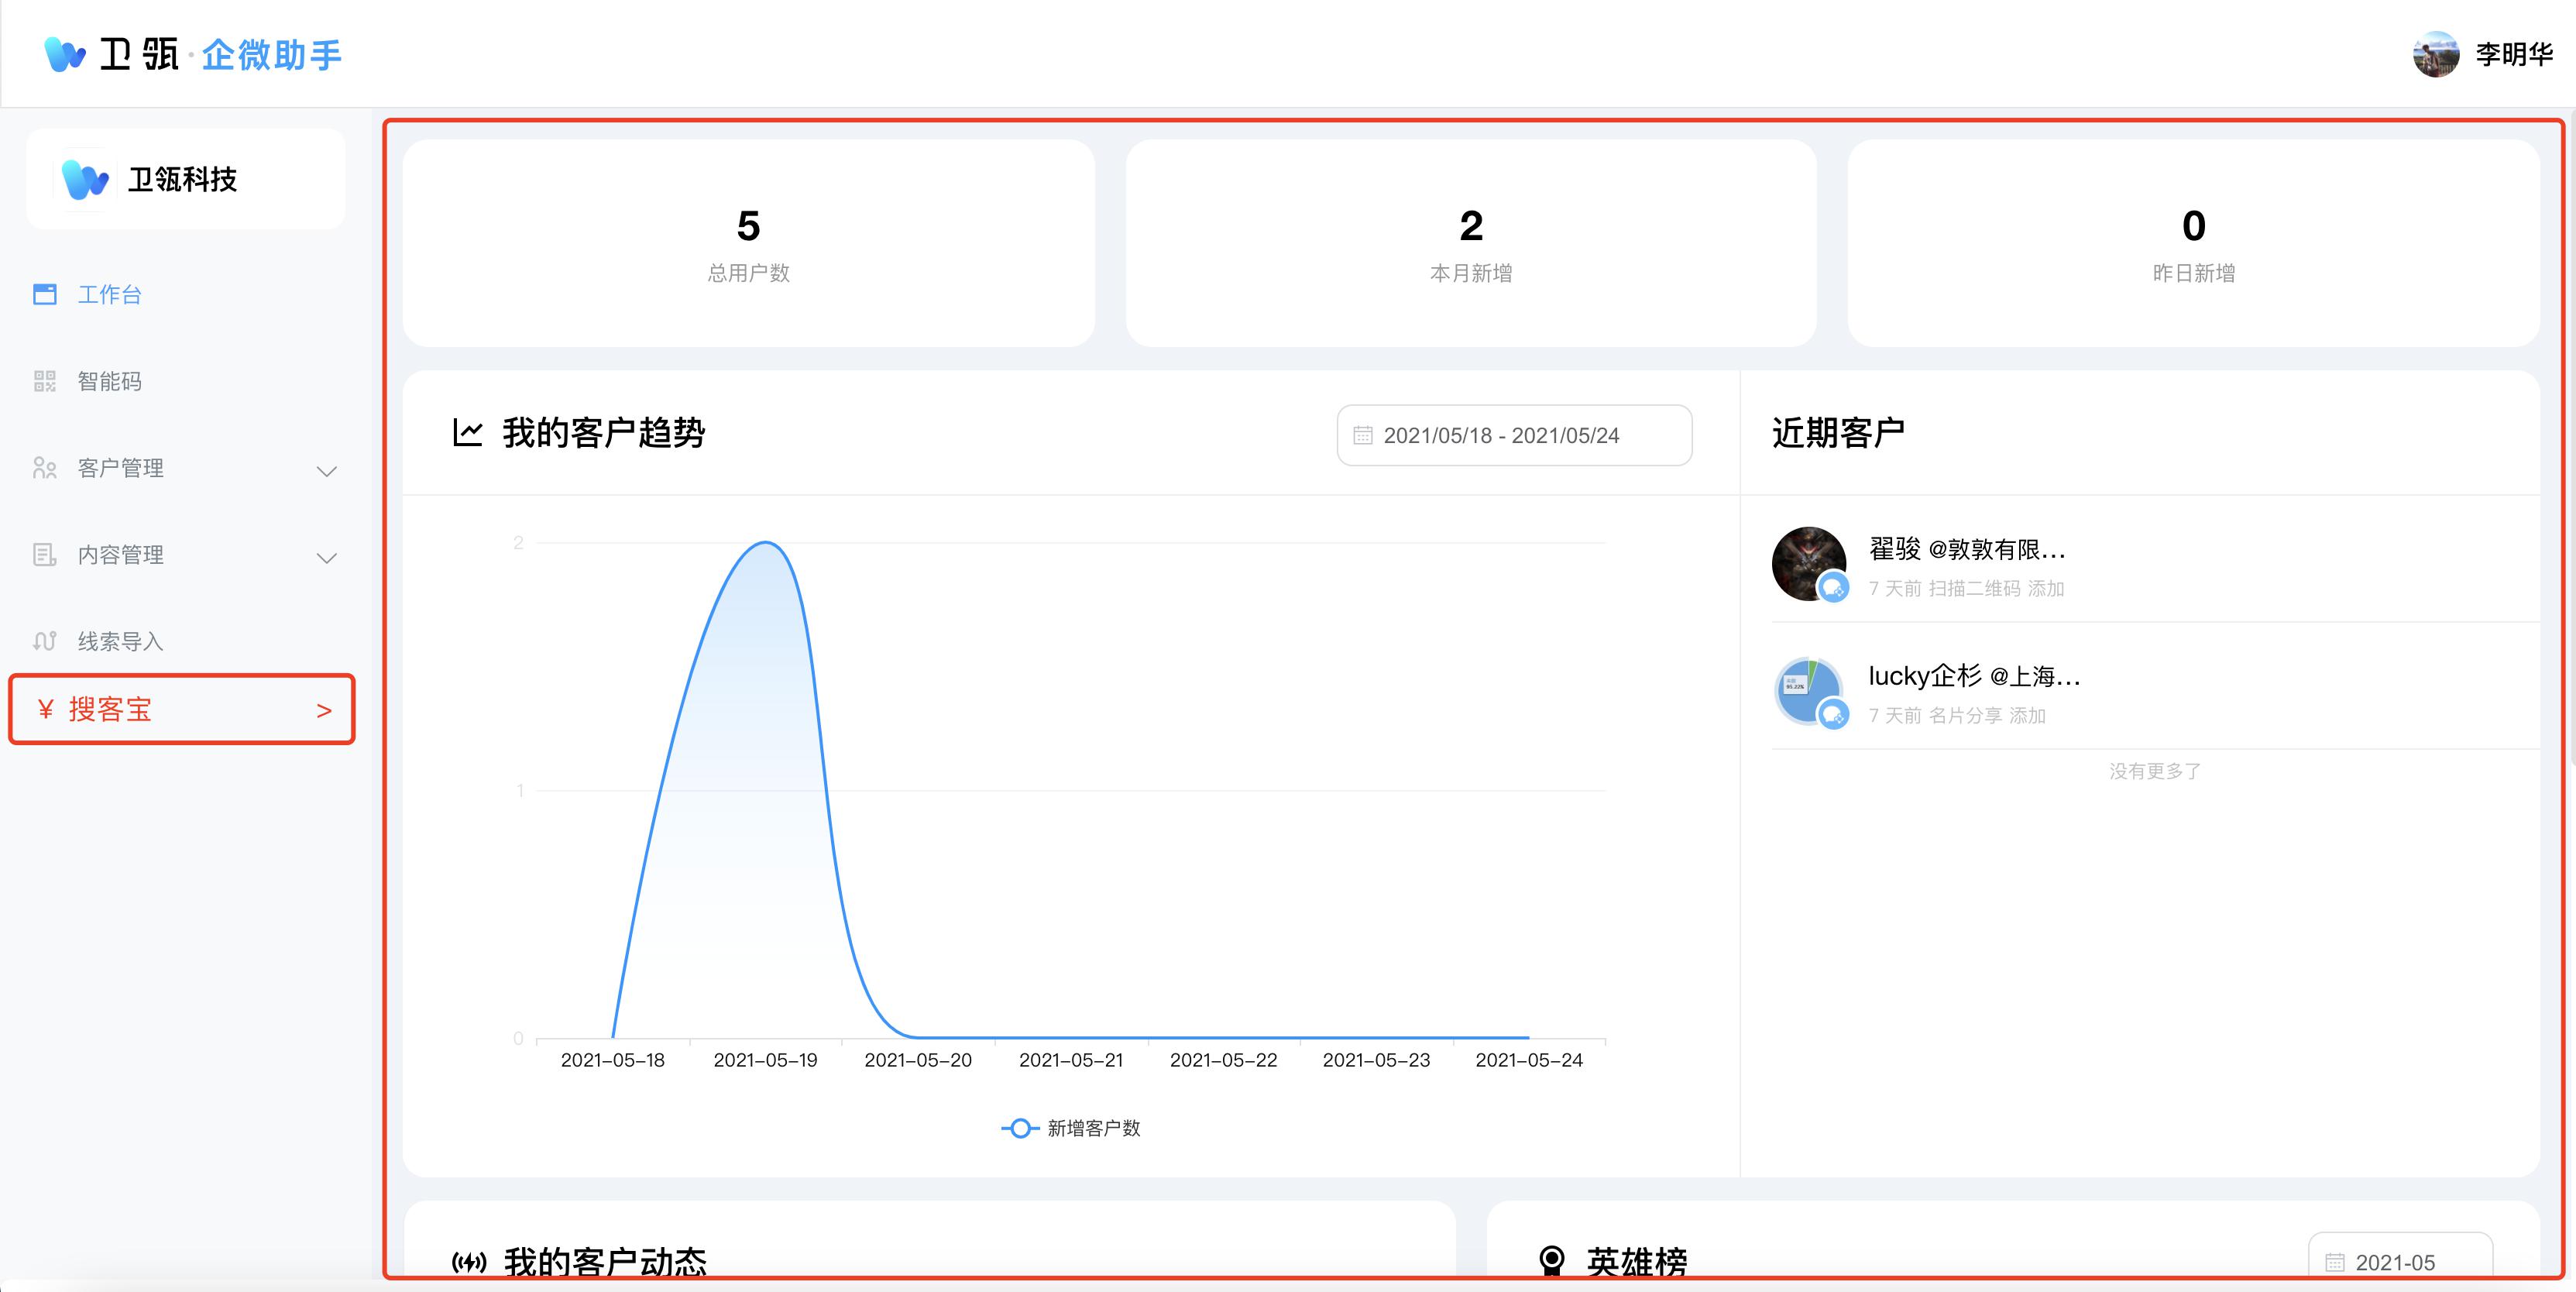 卫瓴·企微助手
李明华
卫瓴科技
工作台
智能码
客户管理
内容管理
线索导入
¥ 搜客宝 >
5
总用户数
2
本月新增
0
昨日新增
我的客户趋势
2021/05/18 - 2021/05/24
2
1
0
2021-05-18
2021-05-19
2021-05-20
2021-05-21
2021-05-22
2021-05-23
2021-05-24
新增客户数
近期客户
翟骏 @敦敦有限...
7 天前 扫描二维码 添加
lucky企杉 @上海...
7 天前 名片分享 添加
没有更多了
我的客户动态
英雄榜
2021-05